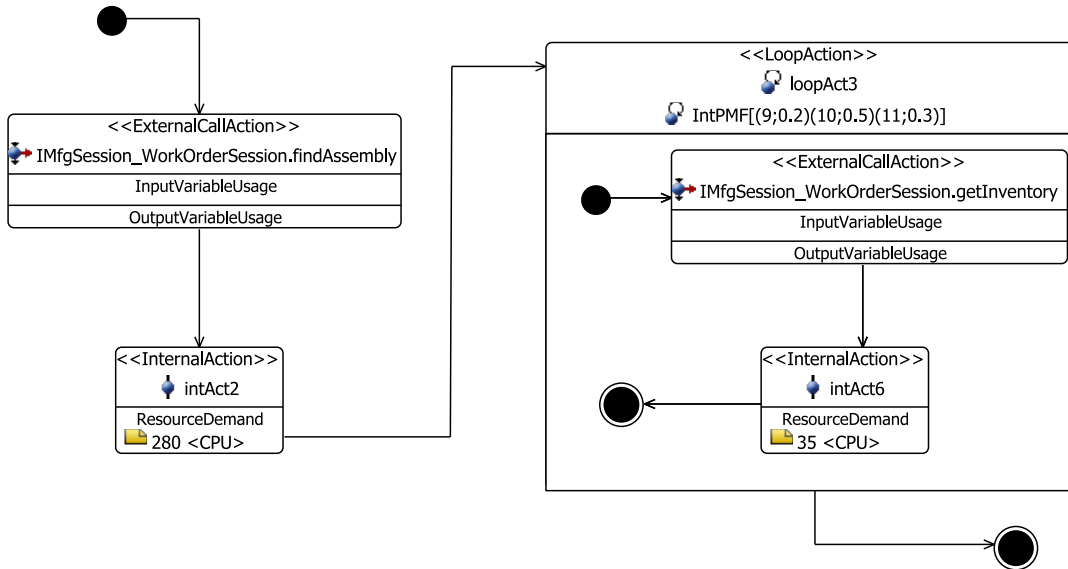 <<ExternalCallAction>>
IMfgSession_WorkOrderSession.findAssembly
InputVariableUsage
OutputVariableUsage
<<InternalAction>>
intAct2
ResourceDemand
280 <CPU>
<<LoopAction>>
loopAct3
IntPMF[(9;0.2)(10;0.5)(11;0.3)]
<<ExternalCallAction>>
IMfgSession_WorkOrderSession.getInventory
InputVariableUsage
OutputVariableUsage
<<InternalAction>>
intAct6
ResourceDemand
35 <CPU>